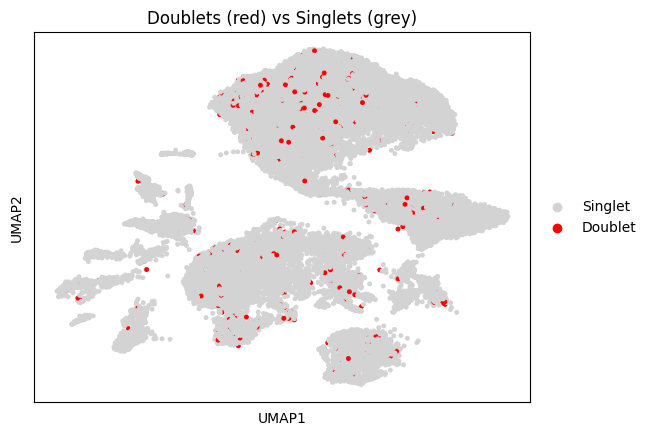 Doublets (red) vs Singlets (grey)
UMAP2
Singlet
Doublet
UMAP1